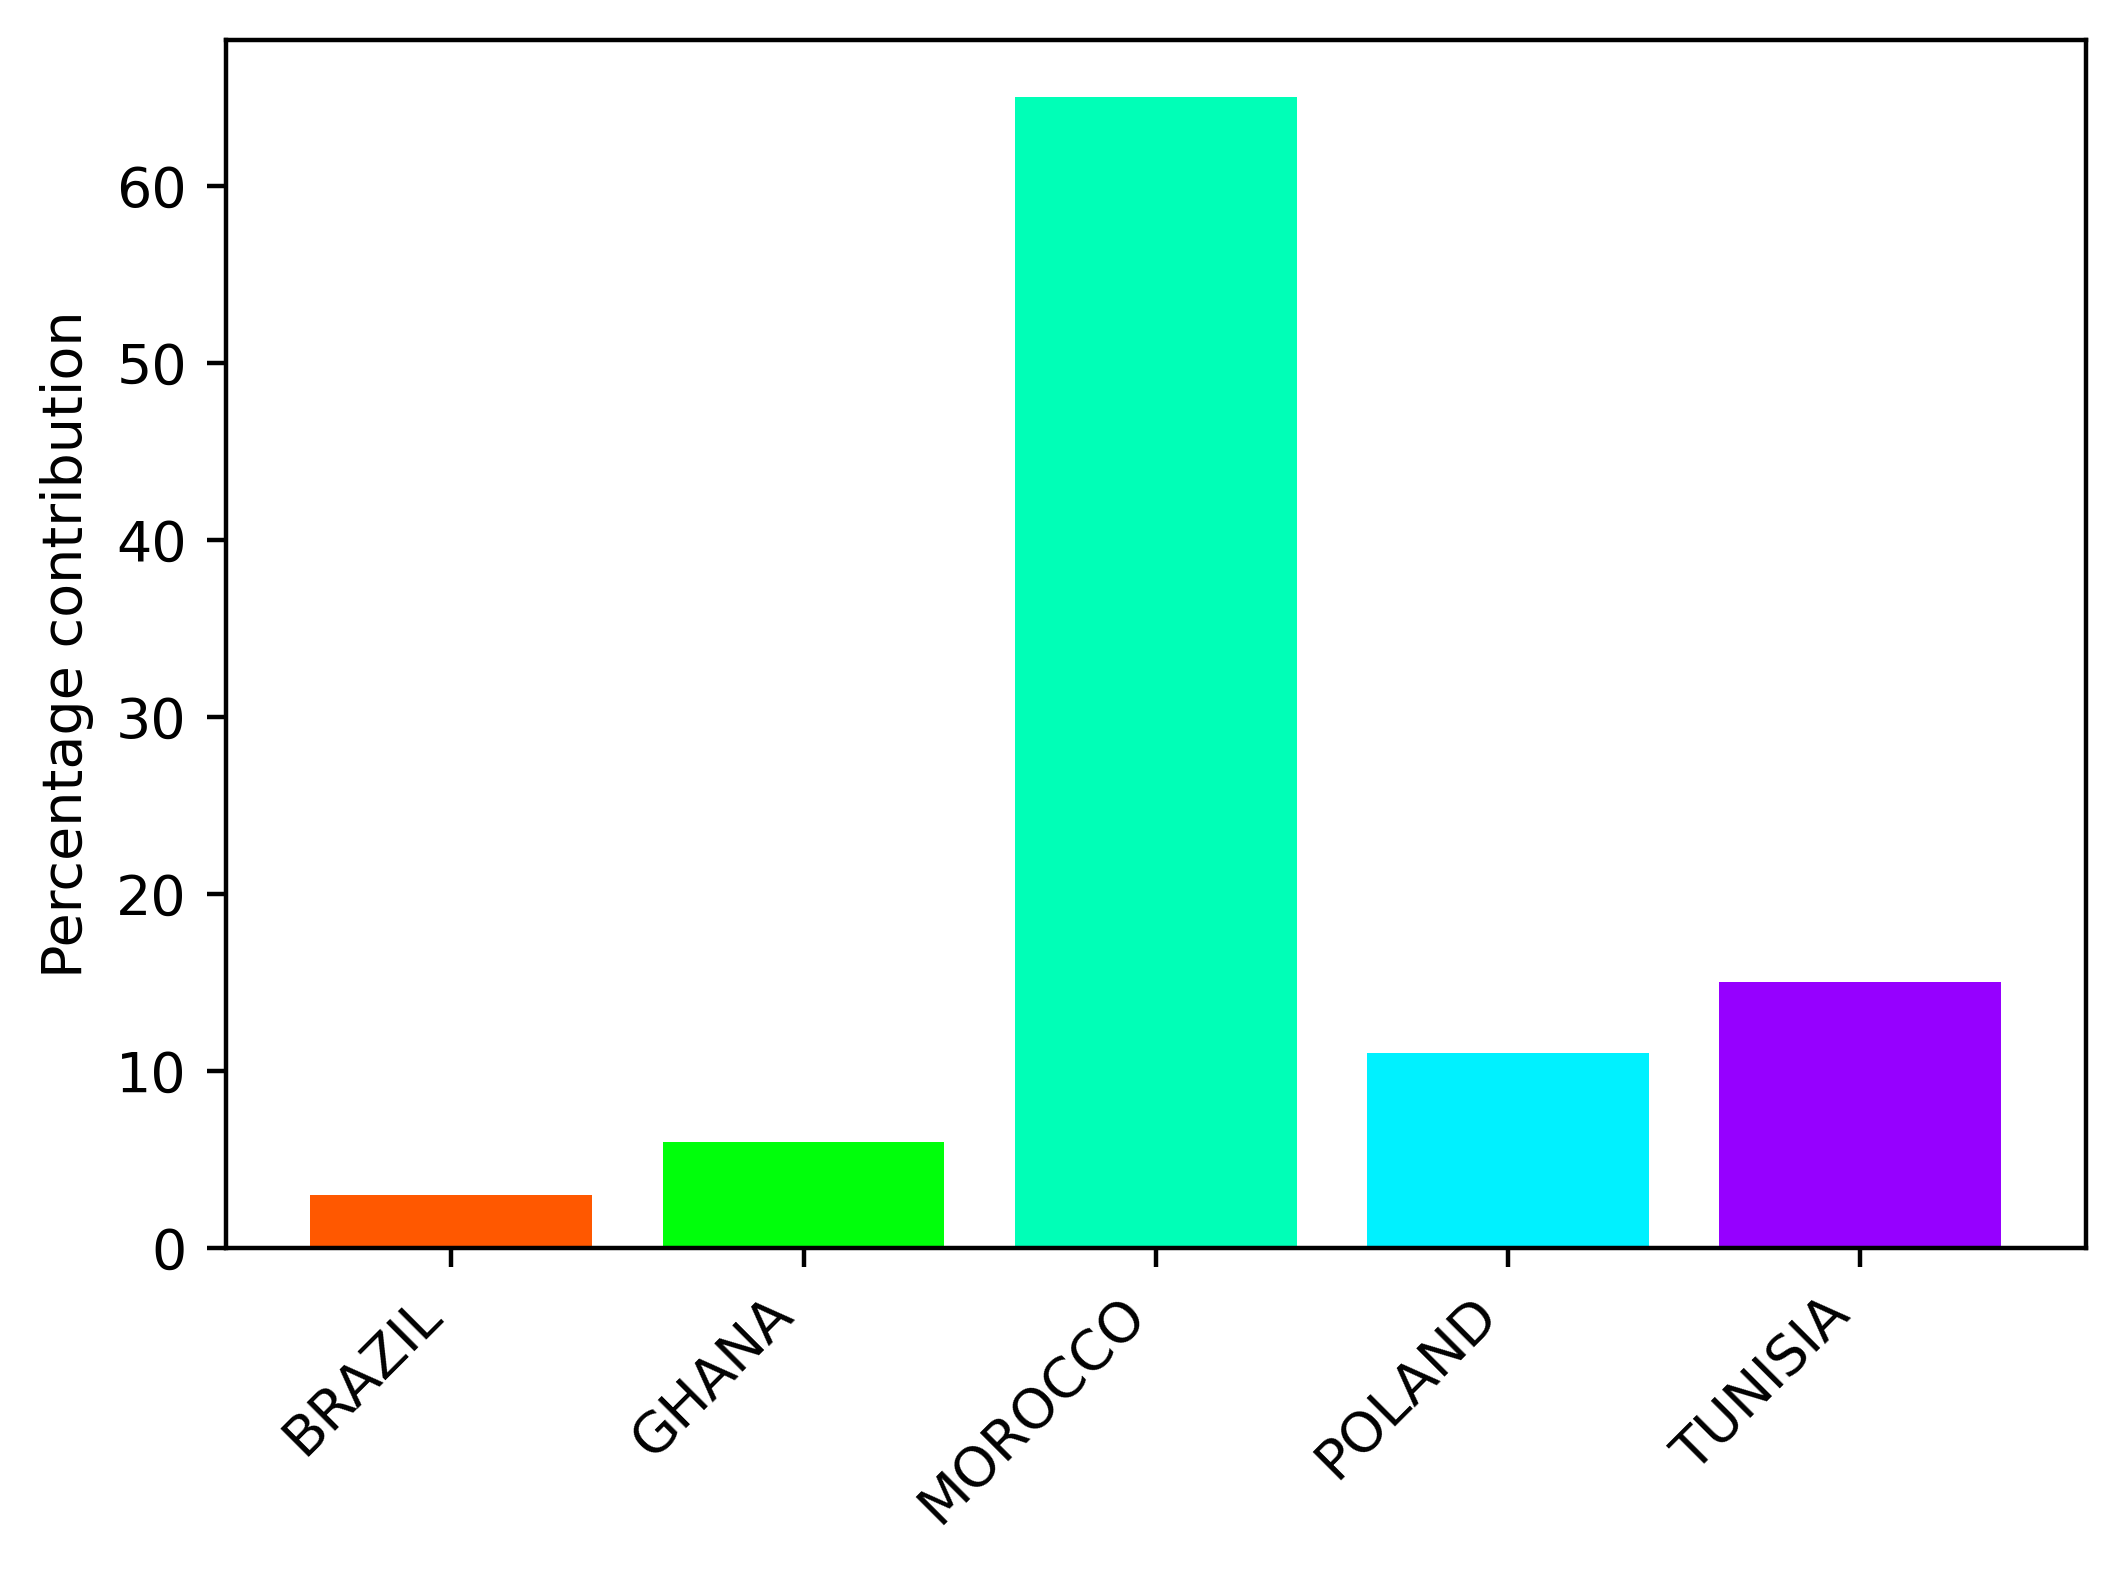 Percentage contribution
60
50
40
30
20
10
0
BRAZIL
GHANA
MOROCCO
POLAND
TUNISIA